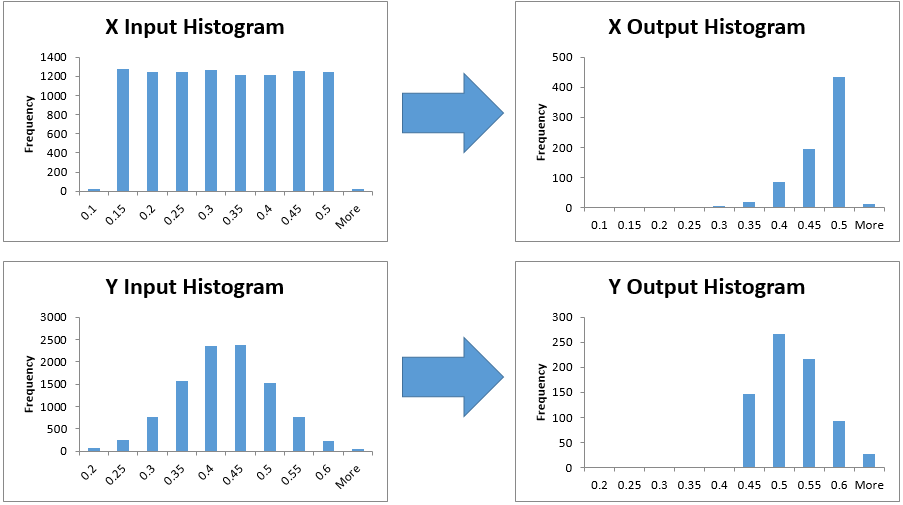 X Input Histogram
Frequency
1400
1200
1000
800
600
400
200
0
0.1 0.15 0.2 0.25 0.3 0.35 0.4 0.45 0.5 More
X Output Histogram
Frequency
500
400
300
200
100
0
0.1 0.15 0.2 0.25 0.3 0.35 0.4 0.45 0.5 More
Y Input Histogram
Frequency
3000
2500
2000
1500
1000
500
0
0.2 0.25 0.3 0.35 0.4 0.45 0.5 0.55 0.6 More
Y Output Histogram
Frequency
300
250
200
150
100
50
0
0.2 0.25 0.3 0.35 0.4 0.45 0.5 0.55 0.6 More